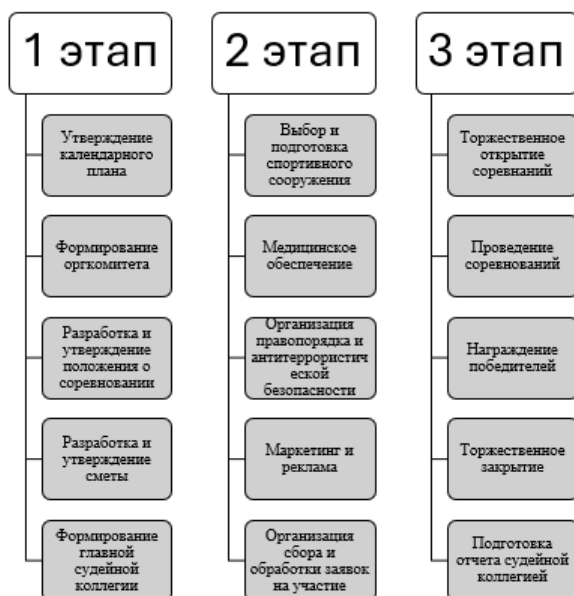 1 этап
Утверждение
календарного
плана
Формирование
оргкомитета
Разработка и
утверждение
положения о
соревновании
Разработка и
утверждение
сметы
Формирование
главной
судейской
коллегии
2 этап
Выбор и
подготовка
спортивного
сооружения
Медицинское
обеспечение
Организация
правопорядка и
антитеррористич
еской
безопасности
Маркетинг и
реклама
Организация
сбора и
обработки заявок
на участие
3 этап
Торжественное
открытие
соревнаний
Проведение
соревнований
Награждение
победителей
Торжественное
закрытие
Подготовка
отчета судейской
коллегией